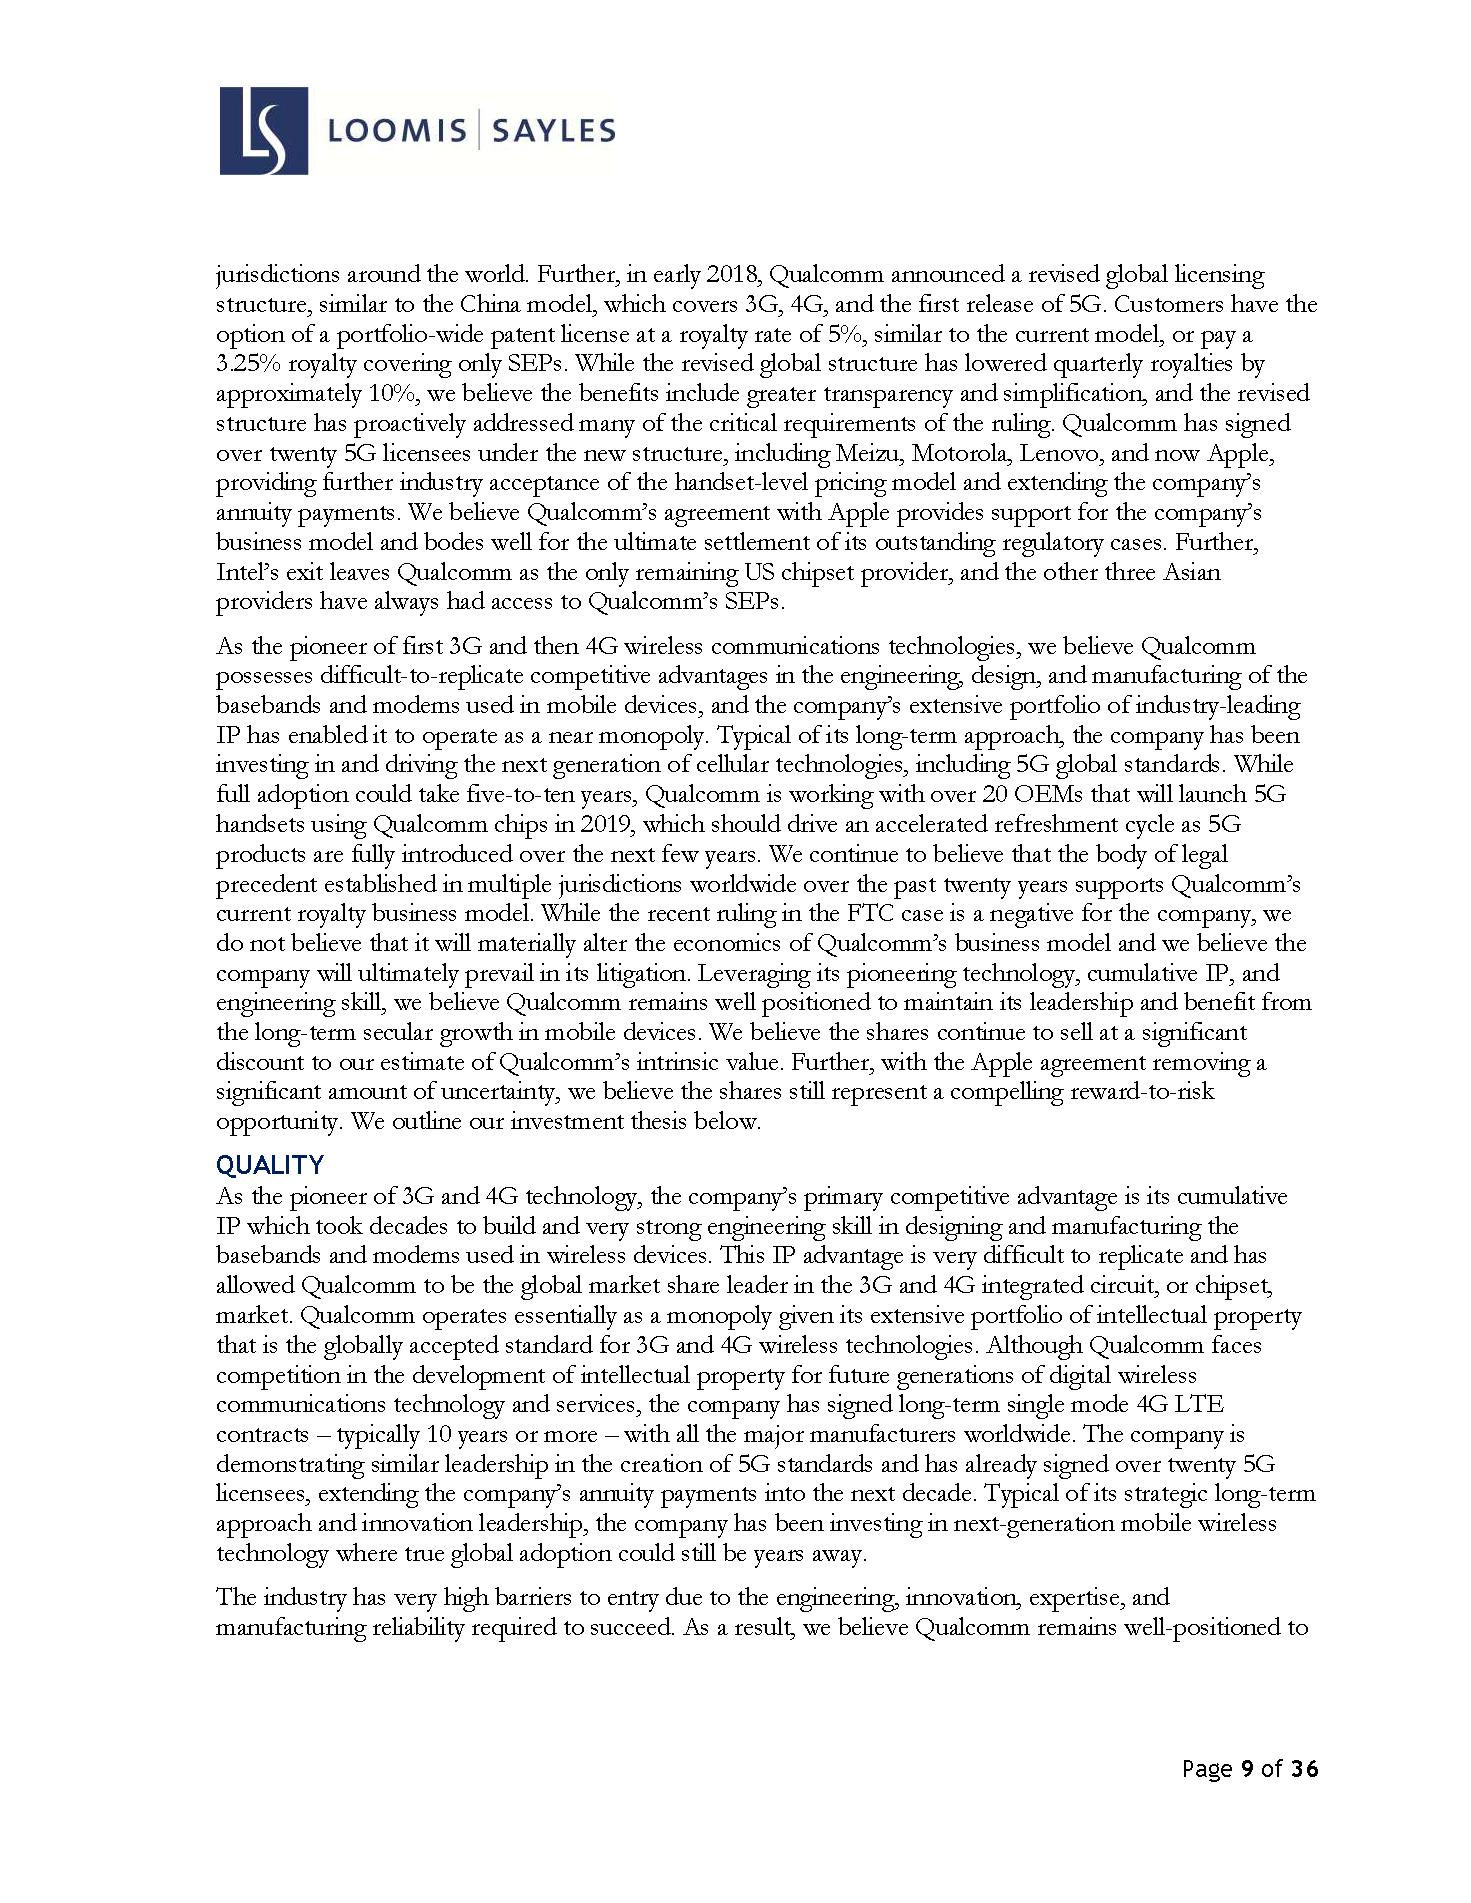 LS LOOMIS | SAYLES
jurisdictions around the world. Further, in early 2018, Qualcomm announced a revised global licensing
structure, similar to the China model, which covers 3G, 4G, and the first release of 5G. Customers have the
option of a portfolio-wide patent license at a royalty rate of 5%, similar to the current model, or pay a
3.25% royalty covering only SEPs. While the revised global structure has lowered quarterly royalties by
approximately 10%, we believe the benefits include greater transparency and simplification, and the revised
structure has proactively addressed many of the critical requirements of the ruling. Qualcomm has signed
over twenty 5G licensees under the new structure, including Meizu, Motorola, Lenovo, and now Apple,
providing further industry acceptance of the handset-level pricing model and extending the company’s
annuity payments. We believe Qualcomm’s agreement with Apple provides support for the company’s
business model and bodes well for the ultimate settlement of its outstanding regulatory cases. Further,
Intel’s exit leaves Qualcomm as the only remaining US chipset provider, and the other three Asian
providers have always had access to Qualcomm’s SEPs.
As the pioneer of first 3G and then 4G wireless communications technologies, we believe Qualcomm
possesses difficult-to-replicate competitive advantages in the engineering, design, and manufacturing of the
basebands and modems used in mobile devices, and the company’s extensive portfolio of industry-leading
IP has enabled it to operate as a near monopoly. Typical of its long-term approach, the company has been
investing in and driving the next generation of cellular technologies, including 5G global standards. While
full adoption could take five-to-ten years, Qualcomm is working with over 20 OEMs that will launch 5G
handsets using Qualcomm chips in 2019, which should drive an accelerated refreshment cycle as 5G
products are fully introduced over the next few years. We continue to believe that the body of legal
precedent established in multiple jurisdictions worldwide over the past twenty years supports Qualcomm’s
current royalty business model. While the recent ruling in the FTC case is a negative for the company, we
do not believe that it will materially alter the economics of Qualcomm’s business model and we believe the
company will ultimately prevail in its litigation. Leveraging its pioneering technology, cumulative IP, and
engineering skill, we believe Qualcomm remains well positioned to maintain its leadership and benefit from
the long-term secular growth in mobile devices. We believe the shares continue to sell at a significant
discount to our estimate of Qualcomm’s intrinsic value. Further, with the Apple agreement removing a
significant amount of uncertainty, we believe the shares still represent a compelling reward-to-risk
opportunity. We outline our investment thesis below.
QUALITY
As the pioneer of 3G and 4G technology, the company’s primary competitive advantage is its cumulative
IP which took decades to build and very strong engineering skill in designing and manufacturing the
basebands and modems used in wireless devices. This IP advantage is very difficult to replicate and has
allowed Qualcomm to be the global market share leader in the 3G and 4G integrated circuit, or chipset,
market. Qualcomm operates essentially as a monopoly given its extensive portfolio of intellectual property
that is the globally accepted standard for 3G and 4G wireless technologies. Although Qualcomm faces
competition in the development of intellectual property for future generations of digital wireless
communications technology and services, the company has signed long-term single mode 4G LTE
contracts – typically 10 years or more – with all the major manufacturers worldwide. The company is
demonstrating similar leadership in the creation of 5G standards and has already signed over twenty 5G
licensees, extending the company’s annuity payments into the next decade. Typical of its strategic long-term
approach and innovation leadership, the company has been investing in next-generation mobile wireless
technology where true global adoption could still be years away.
The industry has very high barriers to entry due to the engineering, innovation, expertise, and
manufacturing reliability required to succeed. As a result, we believe Qualcomm remains well-positioned to
Page 9 of 36